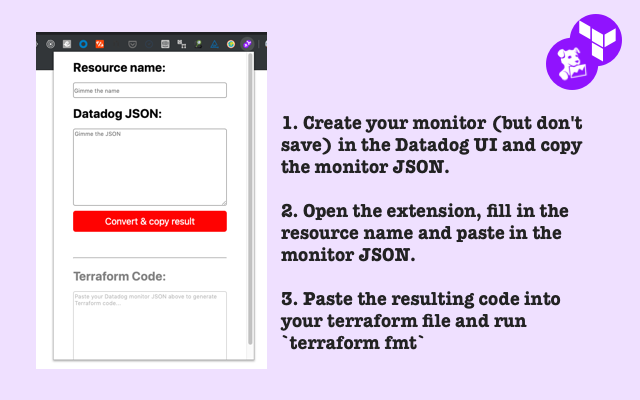 Resource name:
Gimme the name
Datadog JSON:
Gimme the JSON
Convert & copy result
Terraform Code:
Paste your Datadog monitor JSON above to generate
Terraform code...
1. Create your monitor (but don't
save) in the Datadog UI and copy
the monitor JSON.
2. Open the extension, fill in the
resource name and paste in the
monitor JSON.
3. Paste the resulting code into
your terraform file and run
`terraform fmt`